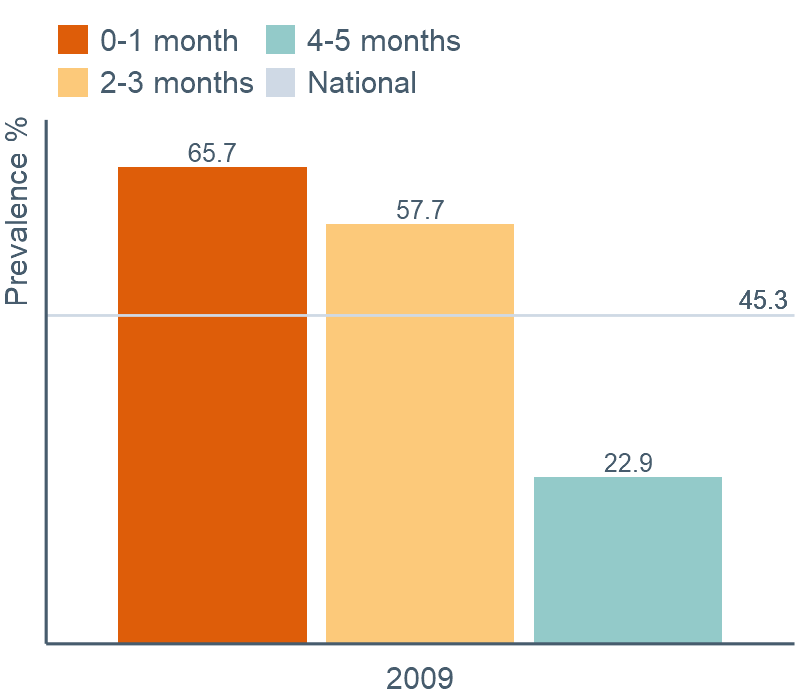 0-1 month
4-5 months
2-3 months
National
Prevalence %
65.7
57.7
45.3
22.9
2009